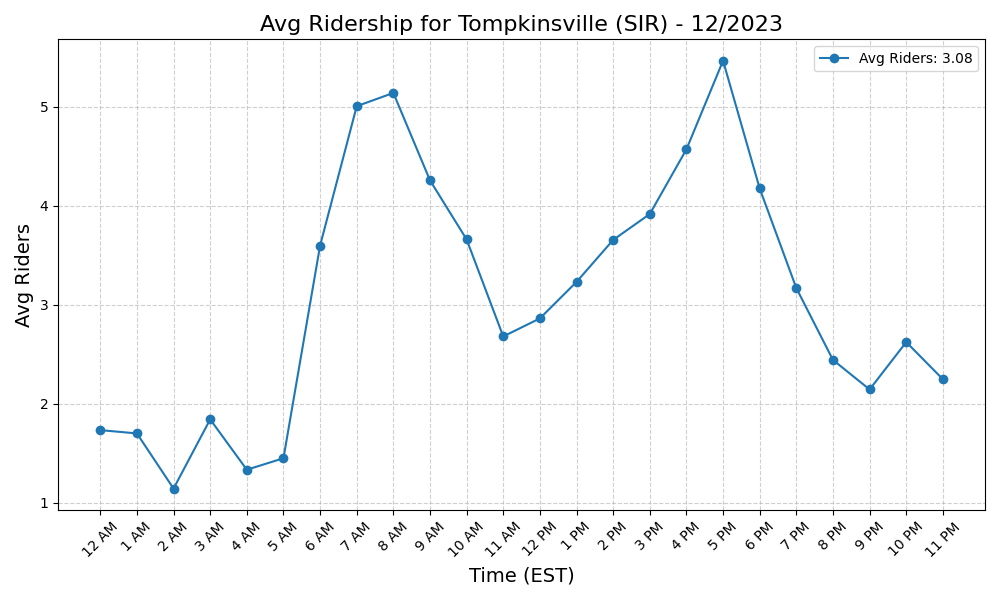 Avg Ridership for Tompkinsville (SIR) - 12/2023
Avg Riders: 3.08
Avg Riders
5
4
3
2
1
12 AM
1 AM
2 AM
3 AM
4 AM
5 AM
6 AM
7 AM
8 AM
9 AM
10 AM
11 AM
12 PM
1 PM
2 PM
3 PM
4 PM
5 PM
6 PM
7 PM
8 PM
9 PM
10 PM
11 PM
Time (EST)